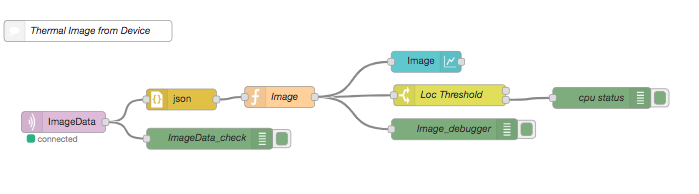 Thermal Image from Device
Image
json
Image
Loc Threshold
cpu status
ImageData
connected
ImageData_check
Image_debugger